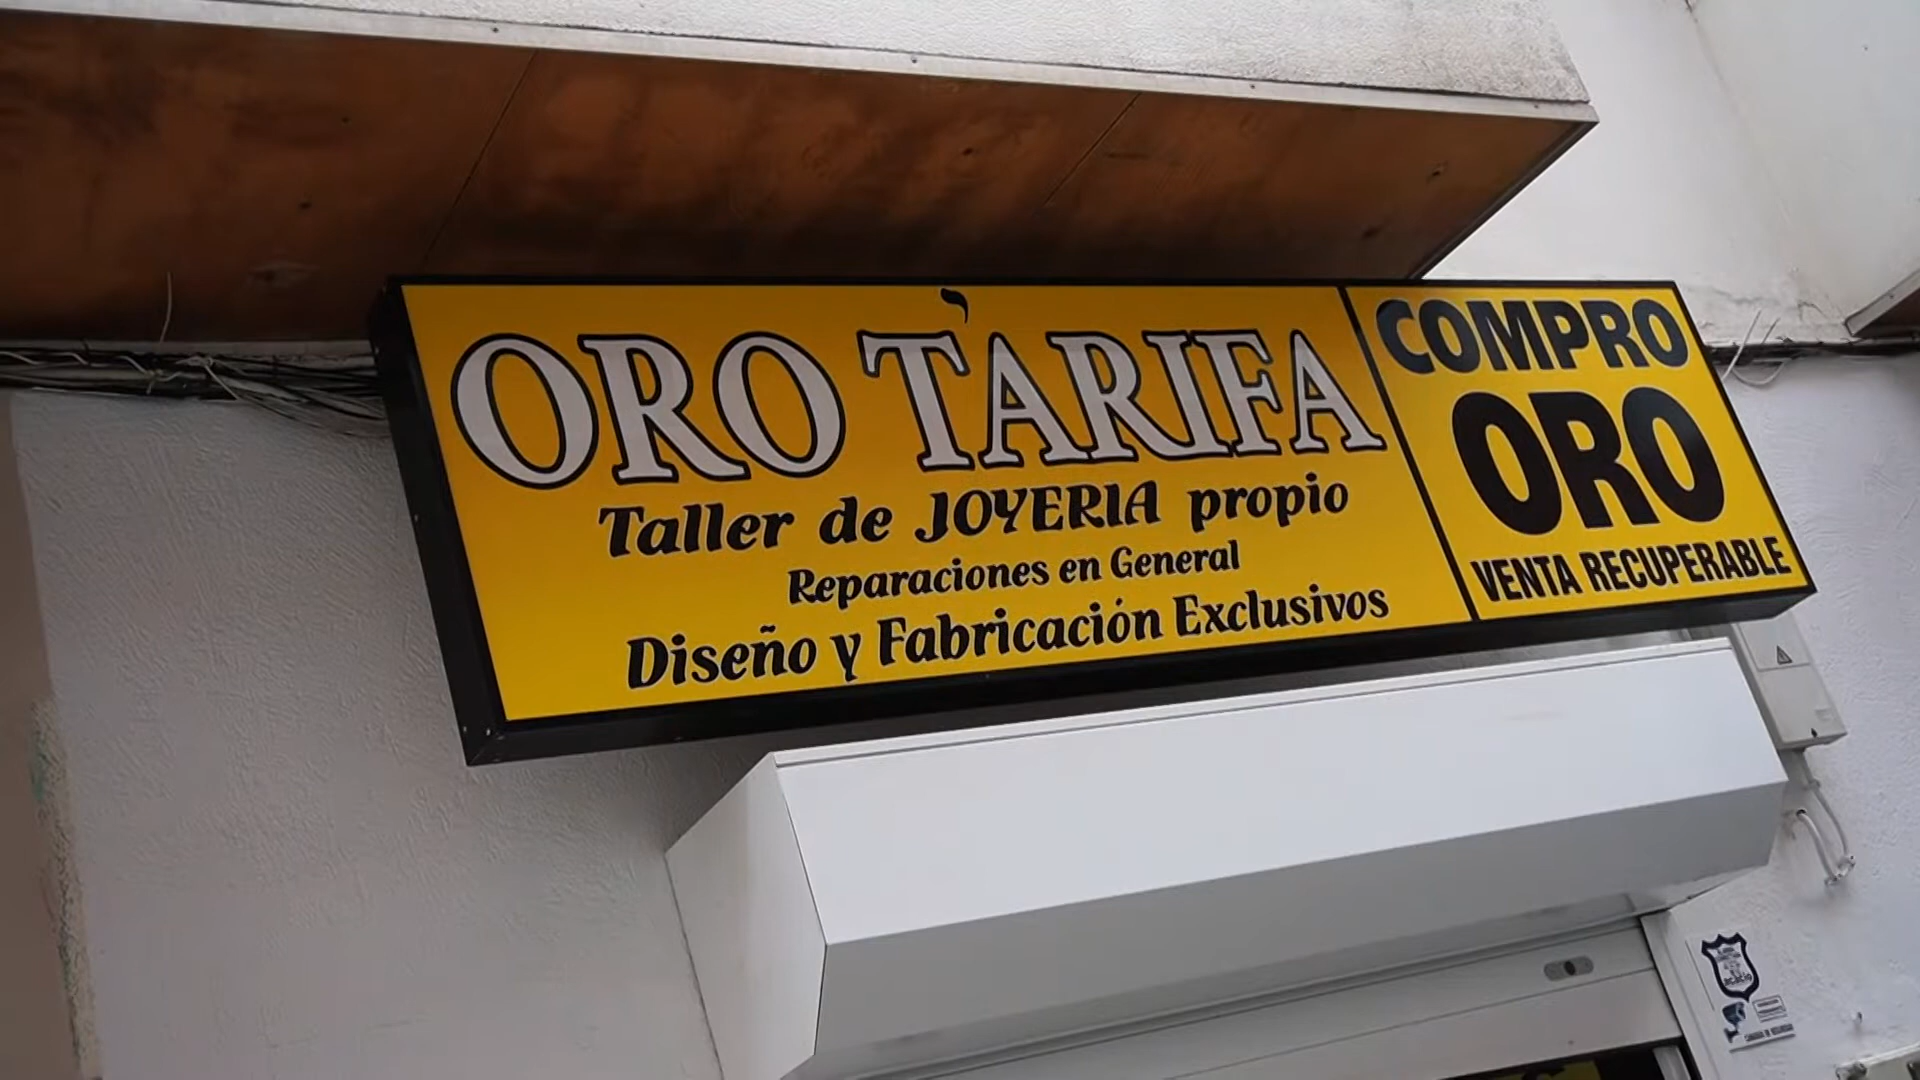 ORO TARIFA
Taller de JOYERIA propio
Reparaciones en General
Diseño y Fabricación Exclusivos
COMPRO
ORO
VENTA RECUPERABLE